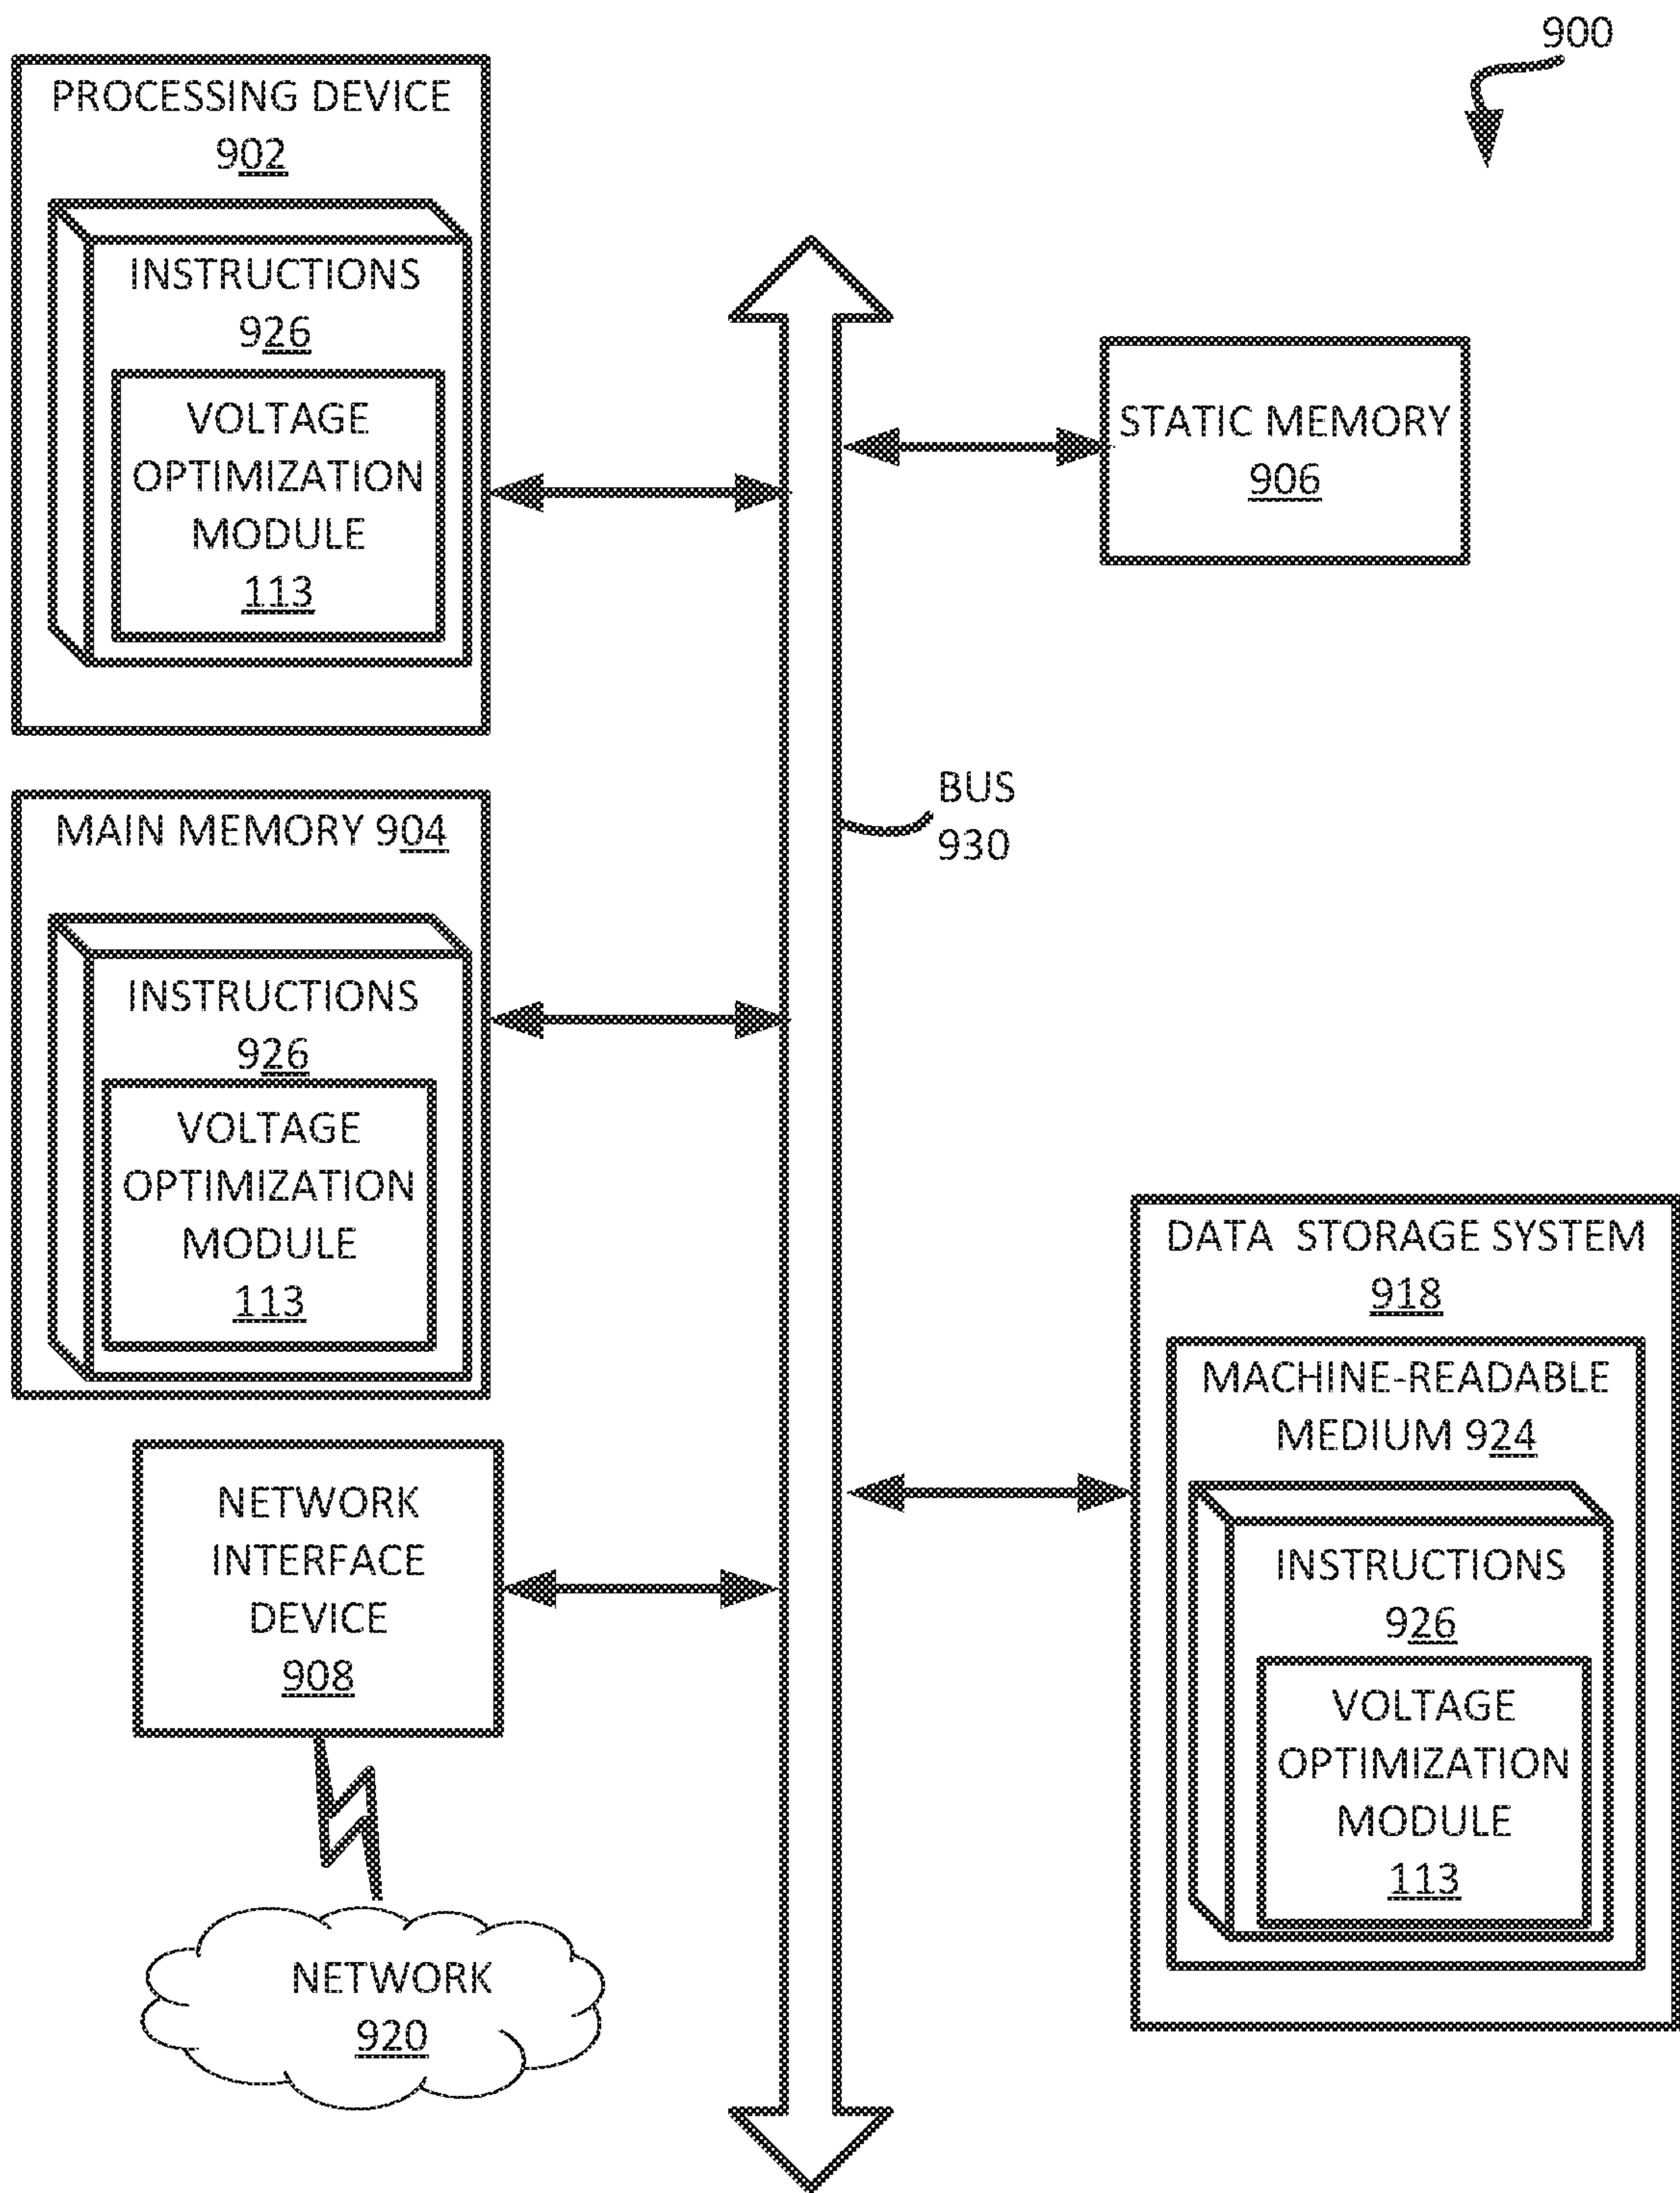 900
PROCESSING DEVICE
902
INSTRUCTIONS
926
VOLTAGE
OPTIMIZATION
MODULE
113
STATIC MEMORY
906
BUS
930
MAIN MEMORY 904
INSTRUCTIONS
926
VOLTAGE
OPTIMIZATION
MODULE
113
DATA STORAGE SYSTEM
918
MACHINE-READABLE
MEDIUM 924
INSTRUCTIONS
926
VOLTAGE
OPTIMIZATION
MODULE
113
NETWORK
INTERFACE
DEVICE
908
NETWORK
920